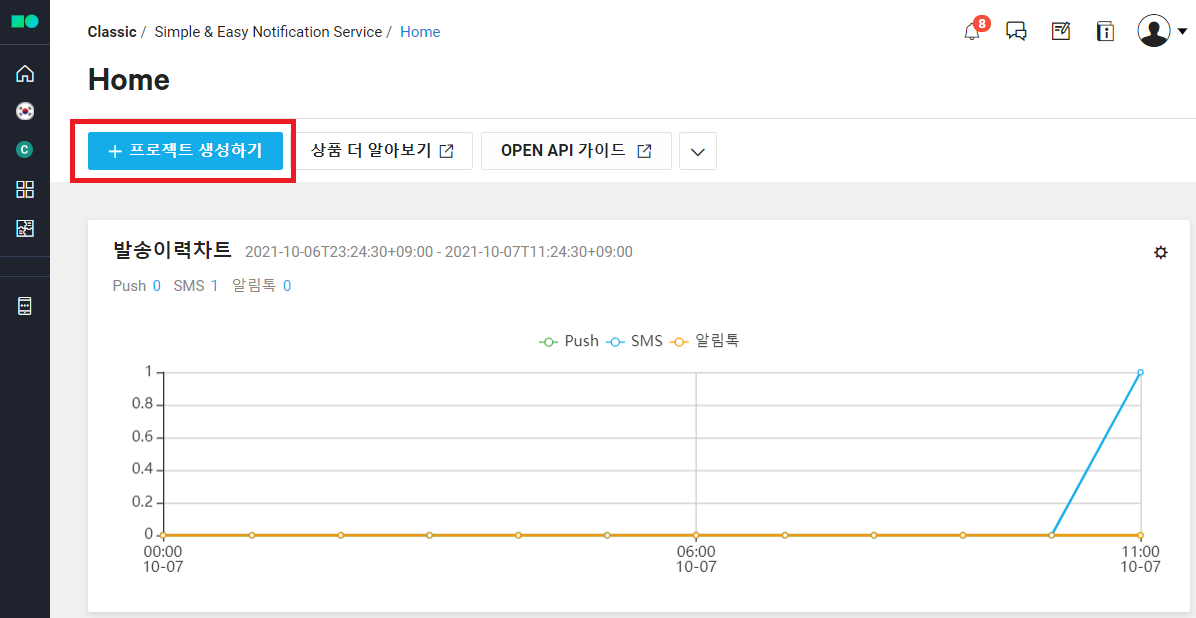 Classic / Simple & Easy Notification Service / Home
8
Home
C
+ 프로젝트 생성하기
상품 더 알아보기
OPEN API 가이드
발송이력차트 2021-10-06T23:24:30+09:00 - 2021-10-07T11:24:30+09:00
Push 0 SMS 1 알림톡 0
Push SMS 알림톡
1
0.8
0.6
0.4
0.2
0
00:00 06:00 11:00
10-07 10-07 10-07